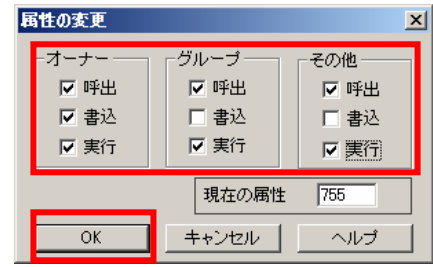 属性の変更
オーナー グループ その他
呼出 呼出 呼出
書込 書込 書込
実行 実行 実行
現在の属性 755
OK キャンセル ヘルプ